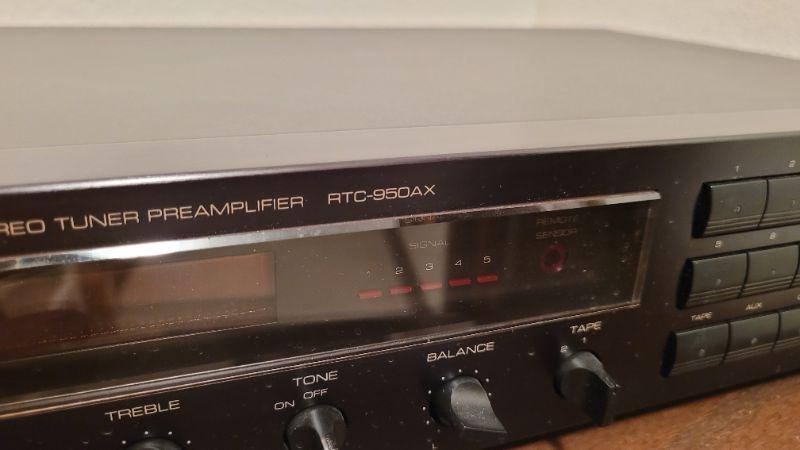 REO TUNER PREAMPLIFIER RTC-950AX
SIGNAL
1 2 3 4 5
REMOTE
SENSOR
TREBLE
TONE
ON OFF
BALANCE
L
TAPE
2 1
1 2
TAPE AUX